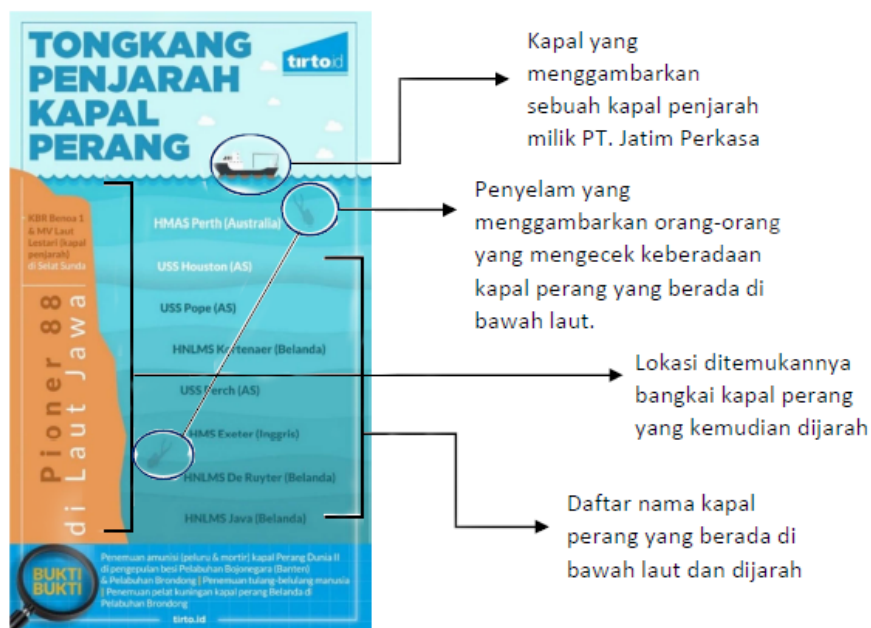 TONGKANG
PENJARAH
KAPAL
PERANG
tirto.id
KBR Benoa 1
& MV Laut
Lestari (kapal
penjarah)
di Selat Sunda
Pioner 88
di Laut Jawa
HMAS Perth (Australia)
USS Houston (AS)
USS Pope (AS)
HNLMS Kortenaer (Belanda)
USS Perch (AS)
HMS Exeter (Inggris)
HNLMS De Ruyter (Belanda)
HNLMS Java (Belanda)
BUKTI
BUKTI
Penemuan amunisi (peluru & mortir) kapal Perang Dunia II
di pengepulan besi Pelabuhan Bojonegara (Banten)
& Pelabuhan Brondong | Penemuan tulang-belulang manusia
| Penemuan pelat kuningan kapal perang Belanda di
Pelabuhan Brondong
tirto.id
Kapal yang
menggambarkan
sebuah kapal penjarah
milik PT. Jatim Perkasa
Penyelam yang
menggambarkan orang-orang
yang mengecek keberadaan
kapal perang yang berada di
bawah laut.
Lokasi ditemukannya
bangkai kapal perang
yang kemudian dijarah
Daftar nama kapal
perang yang berada di
bawah laut dan dijarah